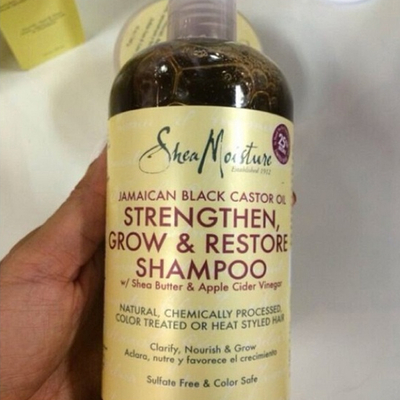 SheaMoisture
Established 1912
JAMAICAN BLACK CASTOR OIL
STRENGTHEN,
GROW & RESTORE
SHAMPOO
w/ Shea Butter & Apple Cider Vinegar
NATURAL, CHEMICALLY PROCESSED,
COLOR TREATED OR HEAT STYLED HAIR
Clarify, Nourish & Grow
Aclara, nutre y favorece el crecimiento
Sulfate Free & Color Safe